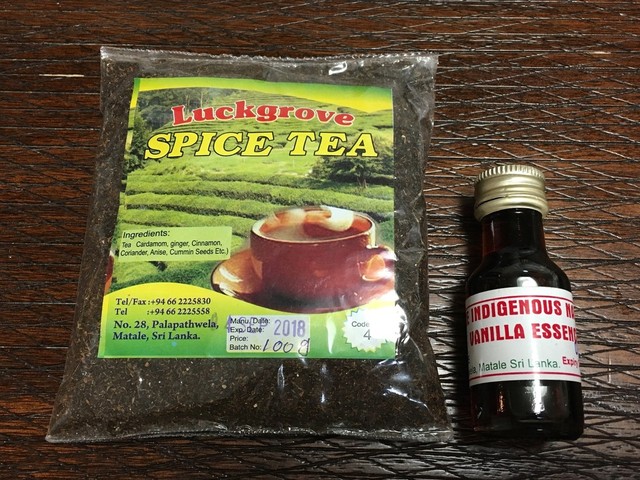 Luckgrove
SPICE TEA
Ingredients:
Tea Cardamom, ginger, Cinnamon,
Coriander, Anise, Cummin Seeds Etc.)
Tel/Fax :+94 66 2225830
Tel :+94 66 2225558
No. 28, Palapathwela,
Matale, Sri Lanka.
Manu.Date:
Exp. Date: 2018
Price:
Batch No: 100g
Code
4
INDIGENOUS
VANILLA ESSEN
Matale Sri Lanka.